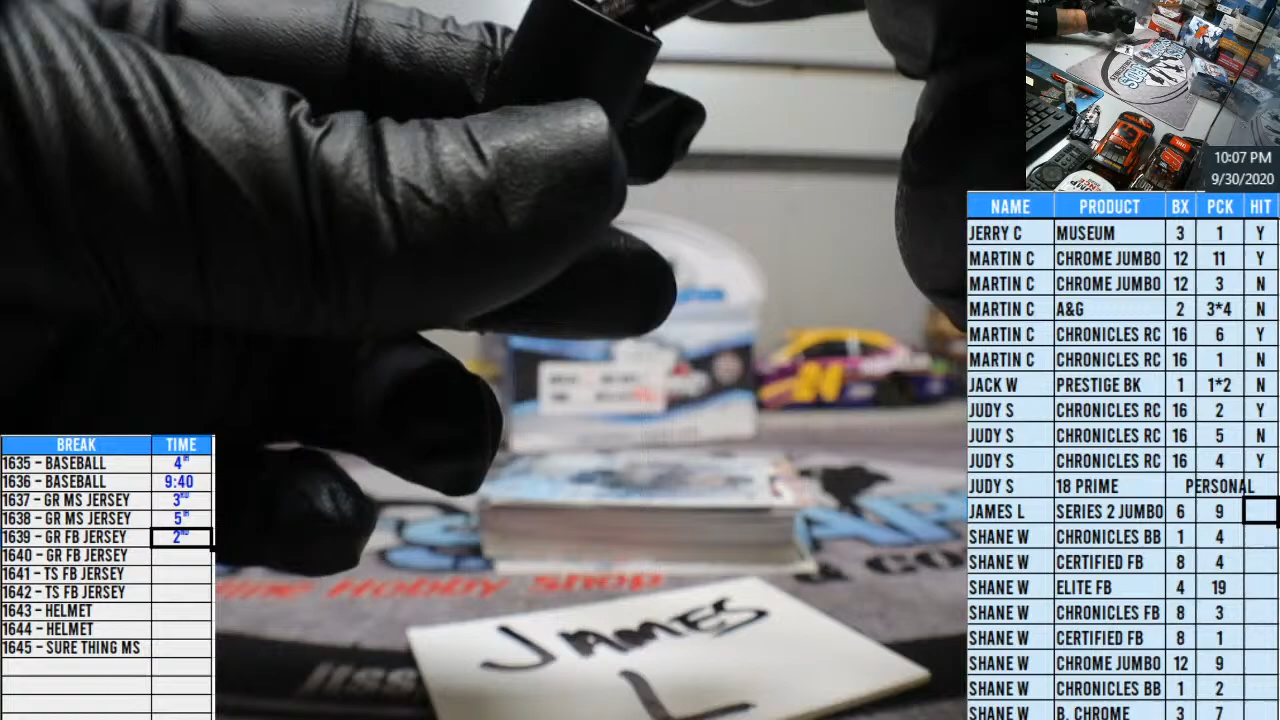 10:07 PM
9/30/2020
NAME PRODUCT BX PCK HIT
JERRY C MUSEUM 3 1 Y
MARTIN C CHROME JUMBO 12 11 Y
MARTIN C CHROME JUMBO 12 3 N
MARTIN C A&G 2 3*4 N
MARTIN C CHRONICLES RC 16 6 Y
MARTIN C CHRONICLES RC 16 1 N
JACK W PRESTIGE BK 1 1*2 N
JUDY S CHRONICLES RC 16 2 Y
JUDY S CHRONICLES RC 16 5 N
JUDY S CHRONICLES RC 16 4 Y
JUDY S 18 PRIME PERSONAL
JAMES L SERIES 2 JUMBO 6 9
SHANE W CHRONICLES BB 1 4
SHANE W CERTIFIED FB 8 4
SHANE W ELITE FB 4 19
SHANE W CHRONICLES FB 8 3
SHANE W CERTIFIED FB 8 1
SHANE W CHROME JUMBO 12 9
SHANE W CHRONICLES BB 1 2
SHANE W B. CHROME 3 7
BREAK TIME
1635 – BASEBALL 4TH
1636 – BASEBALL 9:40
1637 – GR MS JERSEY 3RD
1638 – GR MS JERSEY 5TH
1639 – GR FB JERSEY 2ND
1640 – GR FB JERSEY
1641 – TS FB JERSEY
1642 – TS FB JERSEY
1643 – HELMET
1644 – HELMET
1645 – SURE THING MS
line Hobby Shop
& CO
JAMES
L